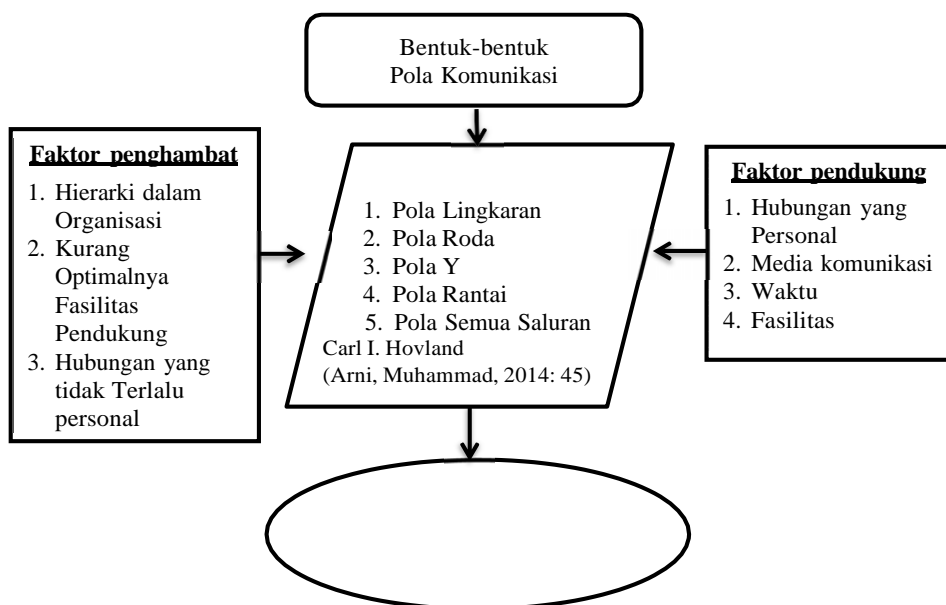 Bentuk-bentuk
Pola Komunikasi
Faktor penghambat
1. Hierarki dalam
Organisasi
2. Kurang
Optimalnya
Fasilitas
Pendukung
3. Hubungan yang
tidak Terlalu
personal
1. Pola Lingkaran
2. Pola Roda
3. Pola Y
4. Pola Rantai
5. Pola Semua Saluran
Carl I. Hovland
(Arni, Muhammad, 2014: 45)
Faktor pendukung
1. Hubungan yang
Personal
2. Media komunikasi
3. Waktu
4. Fasilitas